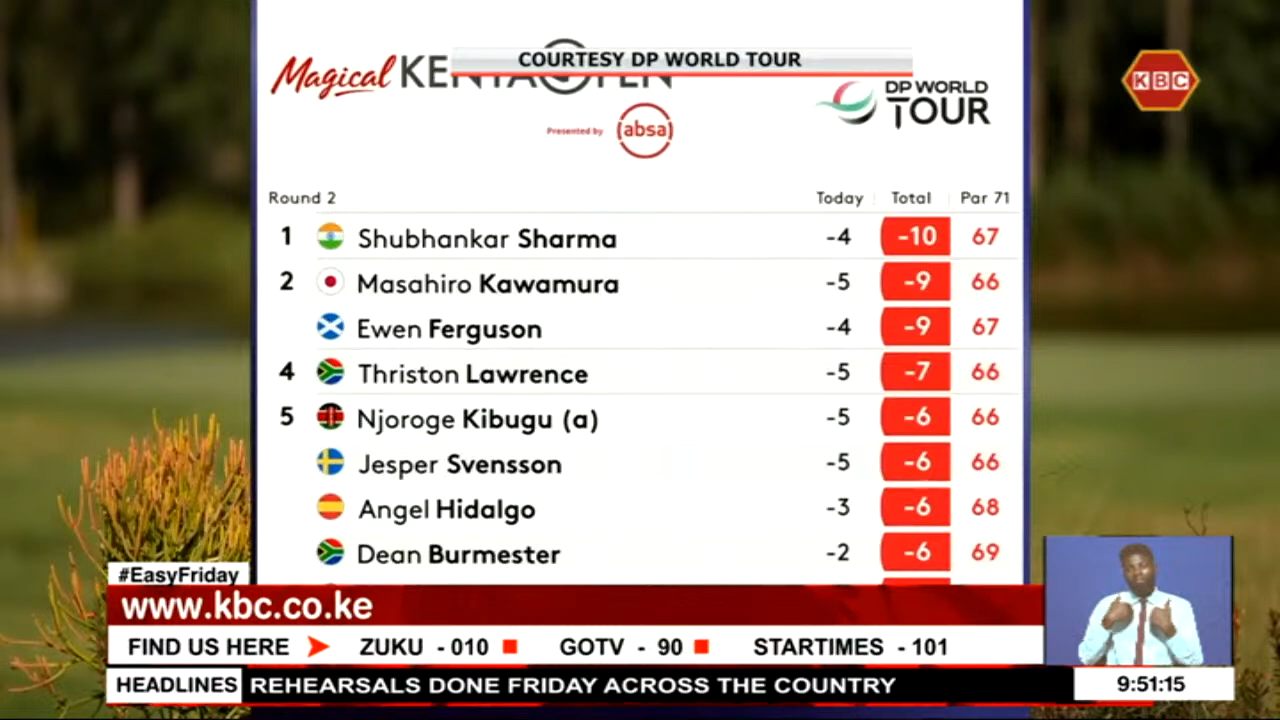 COURTESY DP WORLD TOUR
Magical KENYA OPEN
KBC
DP WORLD
TOUR
Presented by absa
Round 2 Today Total Par 71
1 Shubhankar Sharma -4 -10 67
2 Masahiro Kawamura -5 -9 66
Ewen Ferguson -4 -9 67
4 Thriston Lawrence -5 -7 66
5 Njoroge Kibugu (a) -5 -6 66
Jesper Svensson -5 -6 66
Angel Hidalgo -3 -6 68
Dean Burmester -2 -6 69
#EasyFriday
www.kbc.co.ke
FIND US HERE ZUKU - 010 GOTV - 90 STARTIMES - 101
HEADLINES REHEARSALS DONE FRIDAY ACROSS THE COUNTRY 9:51:15